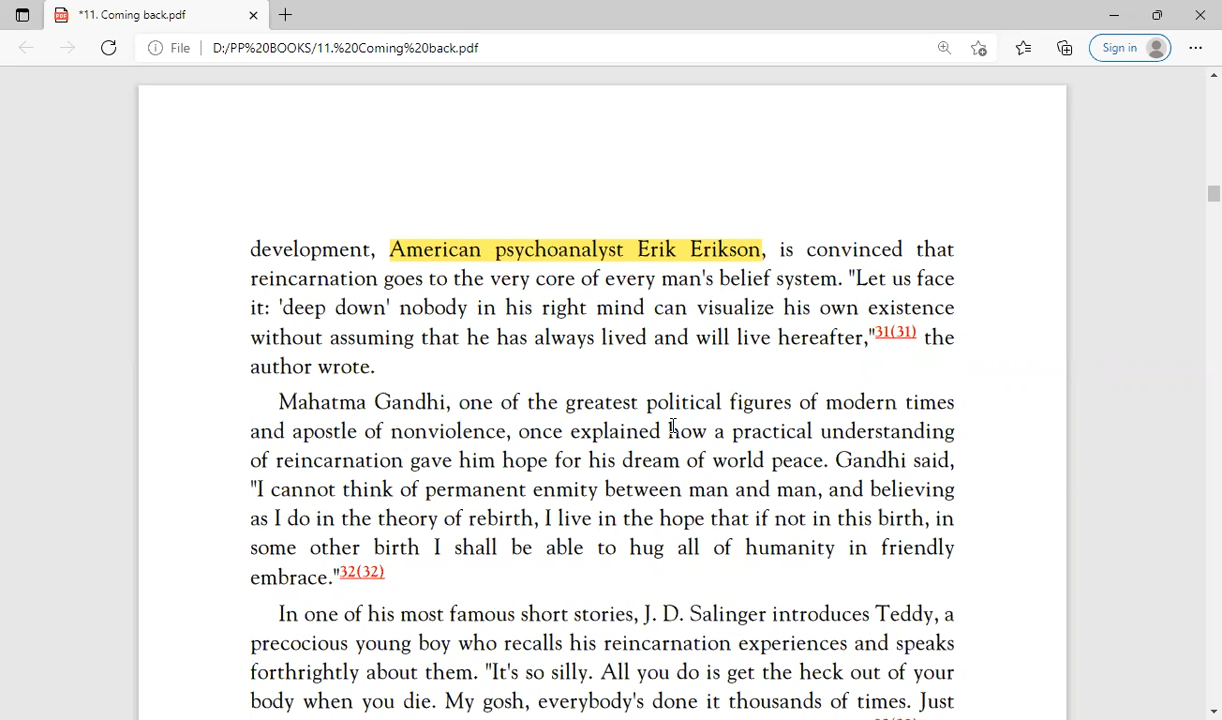 *11. Coming back.pdf
File D:/PP%20BOOKS/11.%20Coming%20back.pdf Sign in
development, American psychoanalyst Erik Erikson, is convinced that
reincarnation goes to the very core of every man's belief system. "Let us face
it: 'deep down' nobody in his right mind can visualize his own existence
without assuming that he has always lived and will live hereafter,"31(31) the
author wrote.
Mahatma Gandhi, one of the greatest political figures of modern times
and apostle of nonviolence, once explained how a practical understanding
of reincarnation gave him hope for his dream of world peace. Gandhi said,
"I cannot think of permanent enmity between man and man, and believing
as I do in the theory of rebirth, I live in the hope that if not in this birth, in
some other birth I shall be able to hug all of humanity in friendly
embrace."32(32)
In one of his most famous short stories, J. D. Salinger introduces Teddy, a
precocious young boy who recalls his reincarnation experiences and speaks
forthrightly about them. "It's so silly. All you do is get the heck out of your
body when you die. My gosh, everybody's done it thousands of times. Just